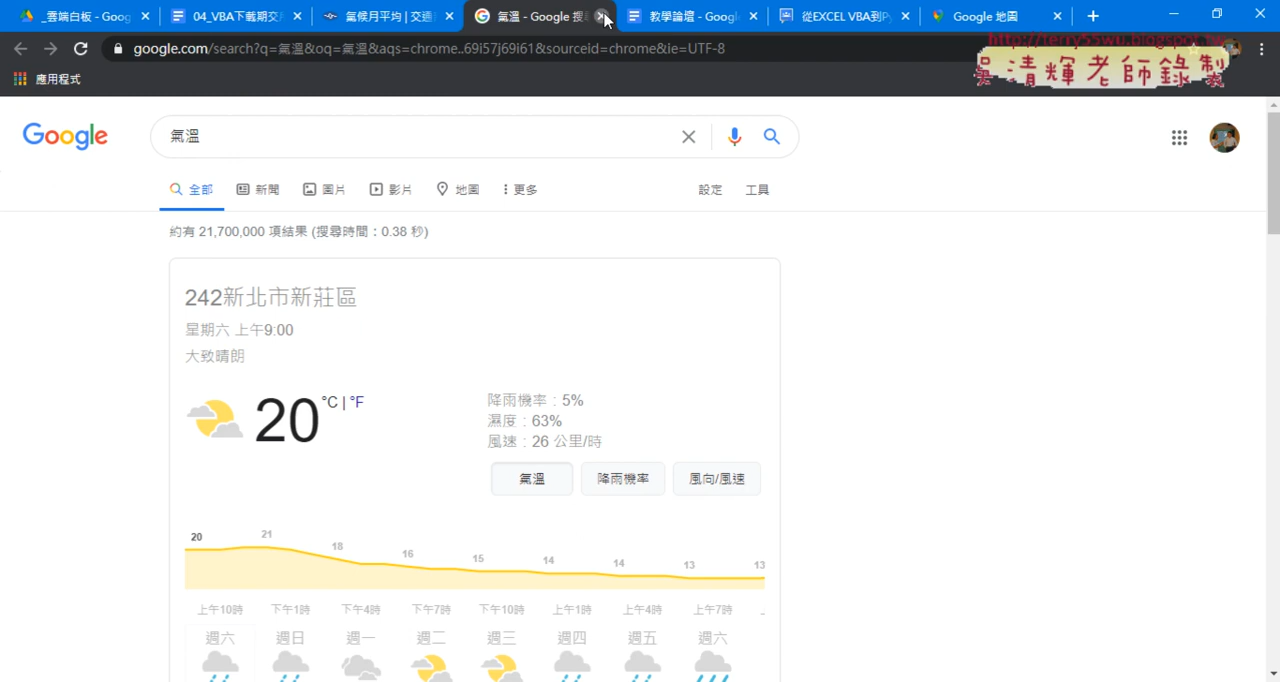 _雲端白板 - Goog
04_VBA下載期交
氣候月平均 | 交通
氣溫 - Google 搜尋
教學論壇 - Googl
從EXCEL VBA到P
Google 地圖
google.com/search?q=氣溫&oq=氣溫&aqs=chrome..69i57j69i61&sourceid=chrome&ie=UTF-8
http://terry55wu.blogspot.tw
吳清輝老師錄製
應用程式
Google
氣溫
全部
新聞
圖片
影片
地圖
更多
設定
工具
約有 21,700,000 項結果 (搜尋時間：0.38 秒)
242新北市新莊區
星期六 上午9:00
大致晴朗
20 °C | °F
降雨機率：5%
濕度：63%
風速：26 公里/時
氣溫
降雨機率
風向/風速
20 21 18 16 15 14 14 13 13
上午10時 下午1時 下午4時 下午7時 下午10時 上午1時 上午4時 上午7時
週六 週日 週一 週二 週三 週四 週五 週六